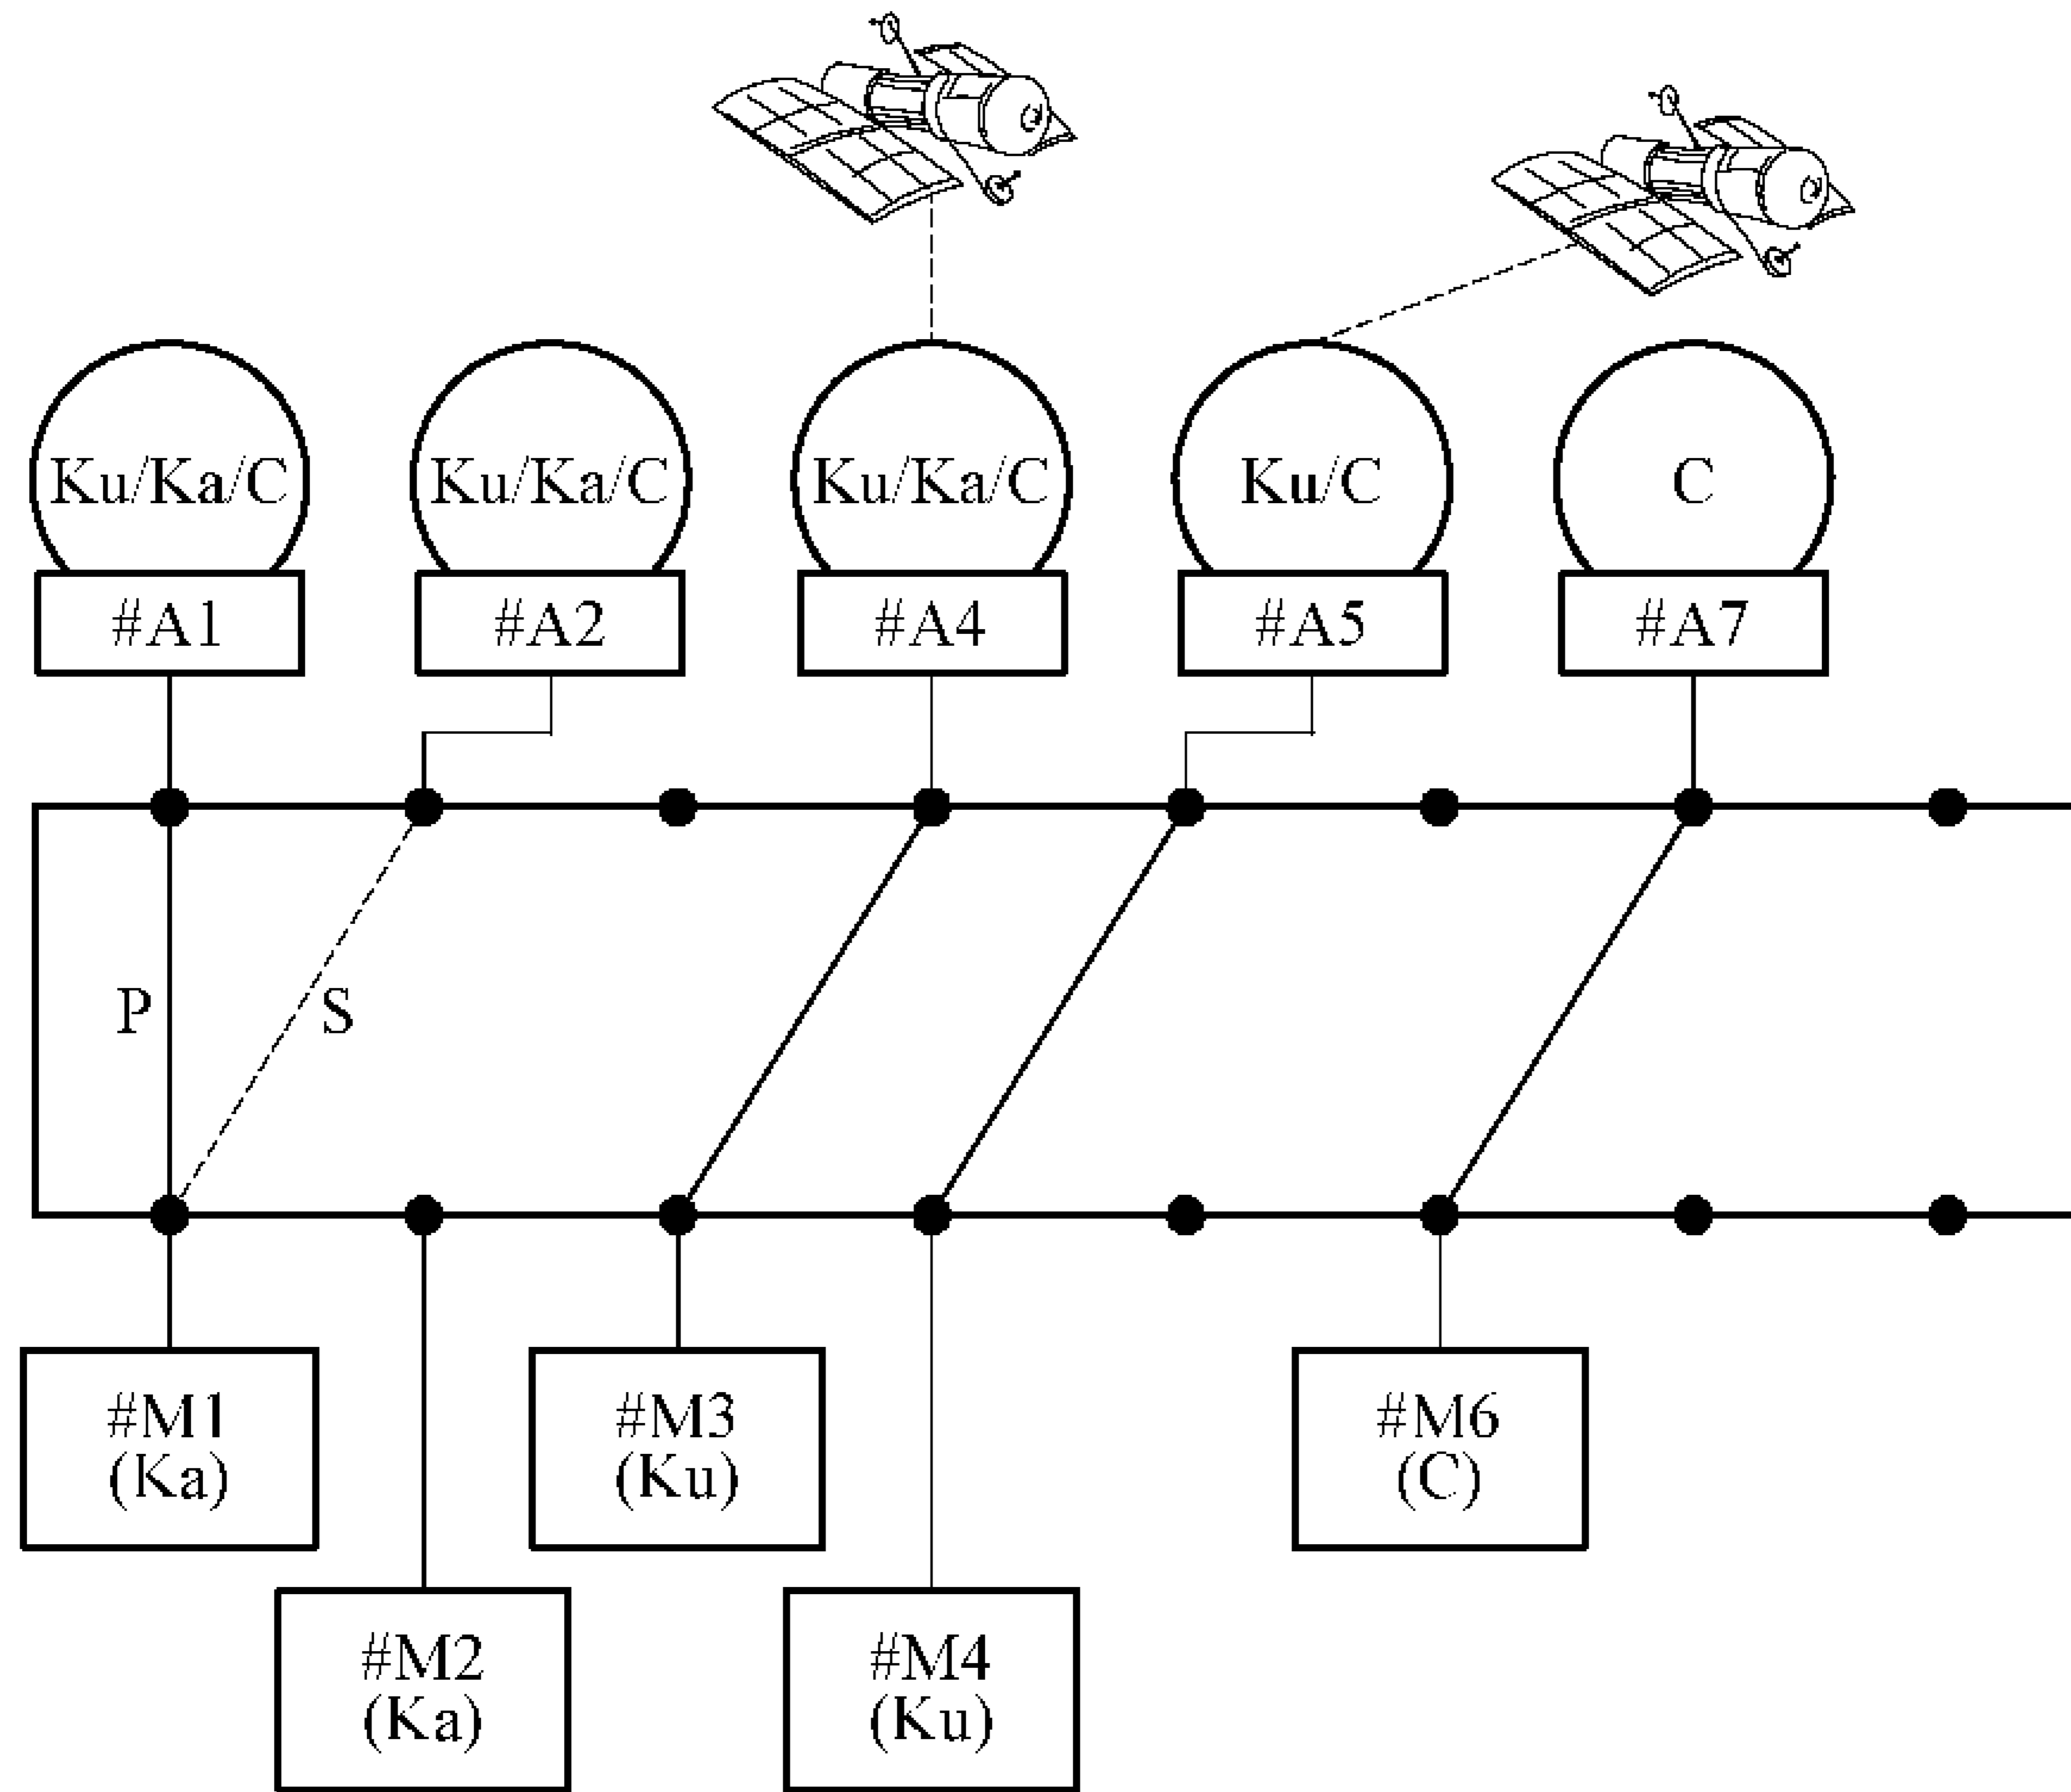 Ku/Ka/C
Ku/Ka/C
Ku/Ka/C
Ku/C
C
#A1
#A2
#A4
#A5
#A7
P
S
#M1
(Ka)
#M3
(Ku)
#M6
(C)
#M2
(Ka)
#M4
(Ku)